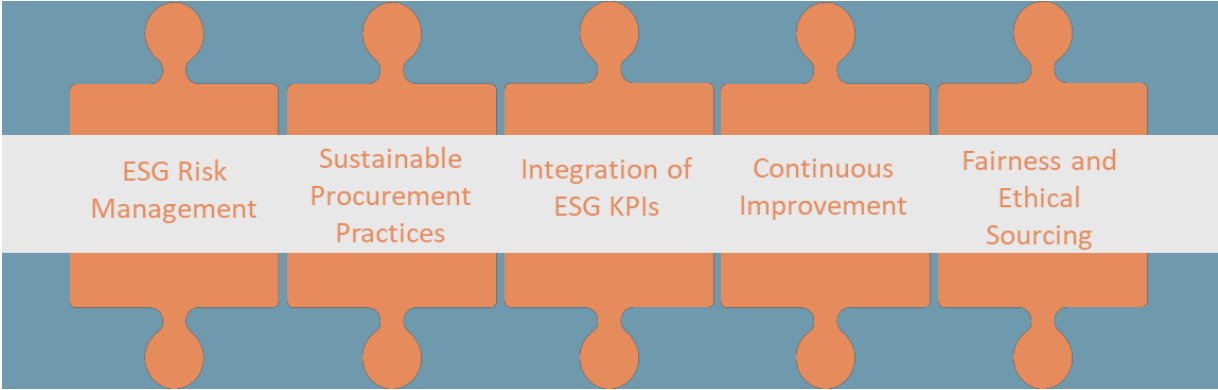 ESG Risk
Management
Sustainable
Procurement
Practices
Integration of
ESG KPIs
Continuous
Improvement
Fairness and
Ethical
Sourcing